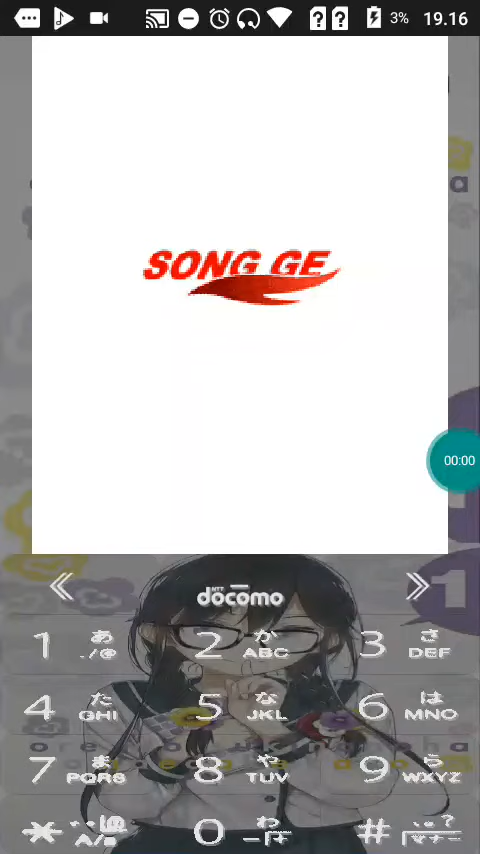 3% 19.16
SONG GE
00:00
NTT
docomo
1 あ ./@ 2 か ABC 3 さ DEF
4 た GHI 5 な JKL 6 は MNO
7 ま PQRS 8 や TUV 9 ら WXYZ
* 0 わ #